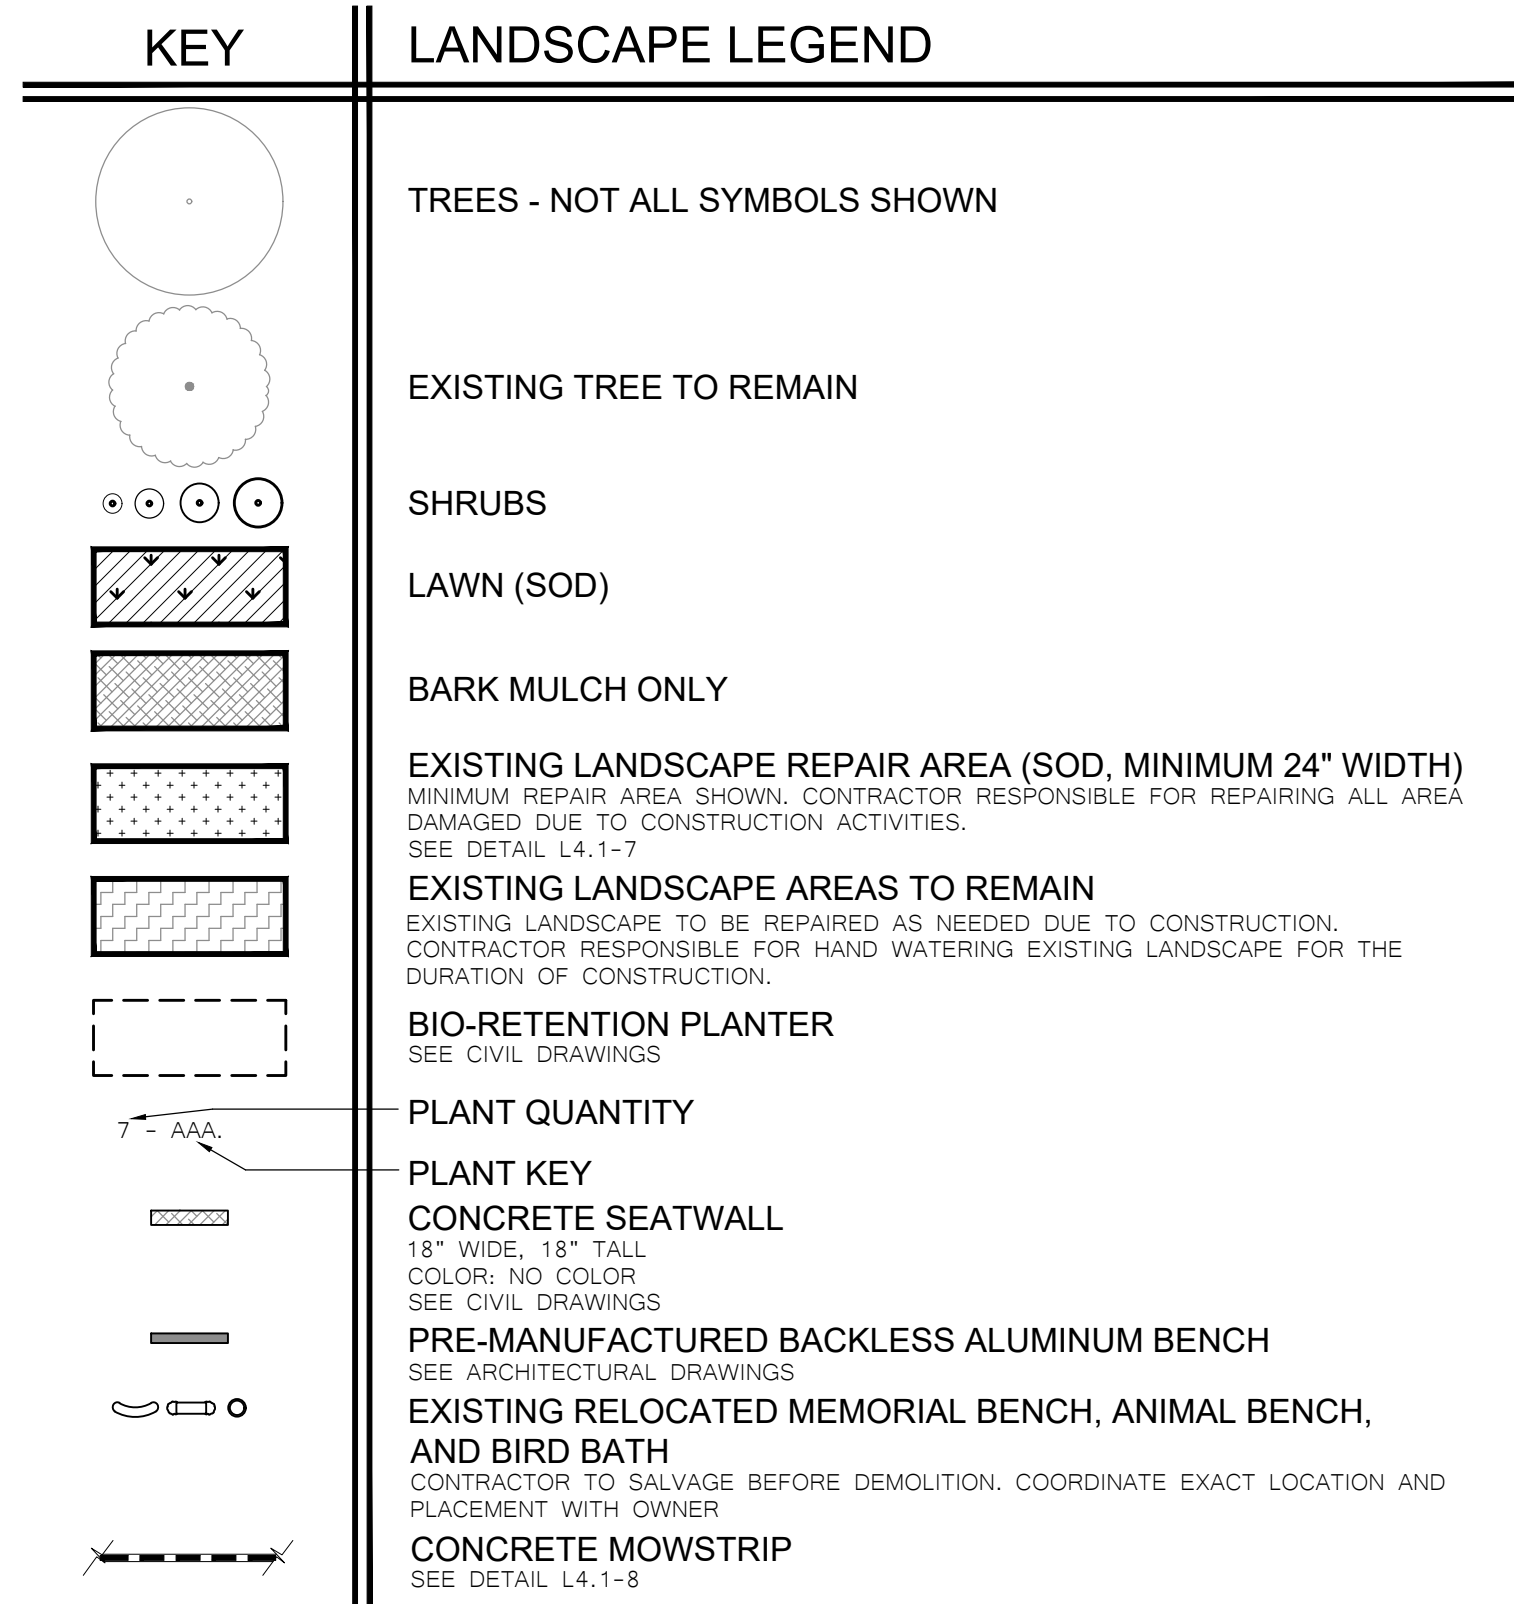 KEY
LANDSCAPE LEGEND
TREES - NOT ALL SYMBOLS SHOWN
EXISTING TREE TO REMAIN
SHRUBS
LAWN (SOD)
BARK MULCH ONLY
EXISTING LANDSCAPE REPAIR AREA (SOD, MINIMUM 24" WIDTH)
MINIMUM REPAIR AREA SHOWN. CONTRACTOR RESPONSIBLE FOR REPAIRING ALL AREA
DAMAGED DUE TO CONSTRUCTION ACTIVITIES.
SEE DETAIL L4.1-7
EXISTING LANDSCAPE AREAS TO REMAIN
EXISTING LANDSCAPE TO BE REPAIRED AS NEEDED DUE TO CONSTRUCTION.
CONTRACTOR RESPONSIBLE FOR HAND WATERING EXISTING LANDSCAPE FOR THE
DURATION OF CONSTRUCTION.
BIO-RETENTION PLANTER
SEE CIVIL DRAWINGS
PLANT QUANTITY
7 - AAA.
PLANT KEY
CONCRETE SEATWALL
18" WIDE, 18" TALL
COLOR: NO COLOR
SEE CIVIL DRAWINGS
PRE-MANUFACTURED BACKLESS ALUMINUM BENCH
SEE ARCHITECTURAL DRAWINGS
EXISTING RELOCATED MEMORIAL BENCH, ANIMAL BENCH,
AND BIRD BATH
CONTRACTOR TO SALVAGE BEFORE DEMOLITION. COORDINATE EXACT LOCATION AND
PLACEMENT WITH OWNER
CONCRETE MOWSTRIP
SEE DETAIL L4.1-8